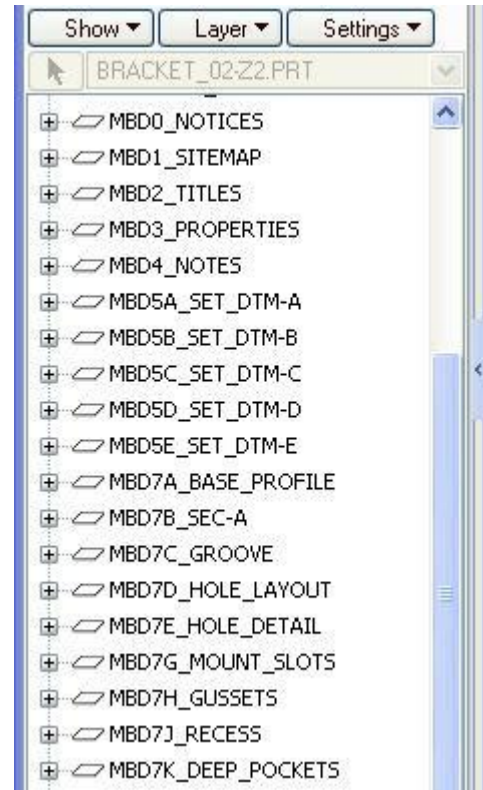 Show Layer Settings
BRACKET_02-Z2.PRT
MBD0_NOTICES
MBD1_SITEMAP
MBD2_TITLES
MBD3_PROPERTIES
MBD4_NOTES
MBD5A_SET_DTM-A
MBD5B_SET_DTM-B
MBD5C_SET_DTM-C
MBD5D_SET_DTM-D
MBD5E_SET_DTM-E
MBD7A_BASE_PROFILE
MBD7B_SEC-A
MBD7C_GROOVE
MBD7D_HOLE_LAYOUT
MBD7E_HOLE_DETAIL
MBD7G_MOUNT_SLOTS
MBD7H_GUSSETS
MBD7J_RECESS
MBD7K_DEEP_POCKETS